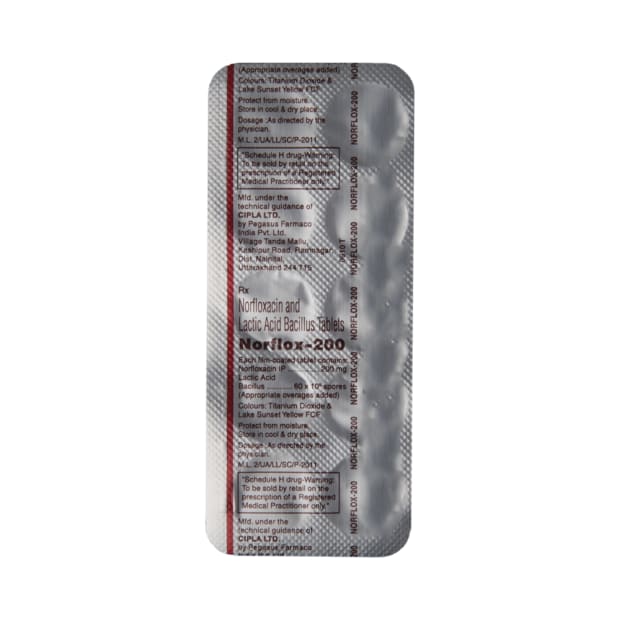 (Appropriate overages added)
Colours: Titanium Dioxide &
Lake Sunset Yellow FCF
Protect from moisture.
Store in cool & dry place.
Dosage :As directed by the
physician.
M.L. 2/UA/LL/SC/P-2011
"Schedule H drug-Warning:
To be sold by retail on the
prescription of a Registered
Medical Practitioner only."
Mfd. under the
technical guidance of
CIPLA LTD.
by Pegasus Farmaco
India Pvt. Ltd.
Village Tanda Mallu,
Kashipur Road, Ramnagar,
Dist. Nainital,
Uttarakhand 244 715
Rx
Norfloxacin and
Lactic Acid Bacillus Tablets
Norflox-200
Each film-coated tablet contains:
Norfloxacin IP ............ 200 mg
Lactic Acid
Bacillus .......... 60 x 10⁶ spores
(Appropriate overages added)
Colours: Titanium Dioxide &
Lake Sunset Yellow FCF
Protect from moisture.
Store in cool & dry place
Dosage :As directed by the
physician.
M.L. 2/UA/LL/SC/P-2011
"Schedule H drug-Warning:
To be sold by retail on the
prescription of a Registered
Medical Practitioner only."
Mfd. under the
technical guidance of
CIPLA LTD.
by Pegasus Farmaco
NOR
NORFLOX-200
NORFLOX-200
NORFLOX-200
NORFLOX-200
NORFLOX-200
NORFLOX-200
NORFLOX-200
200